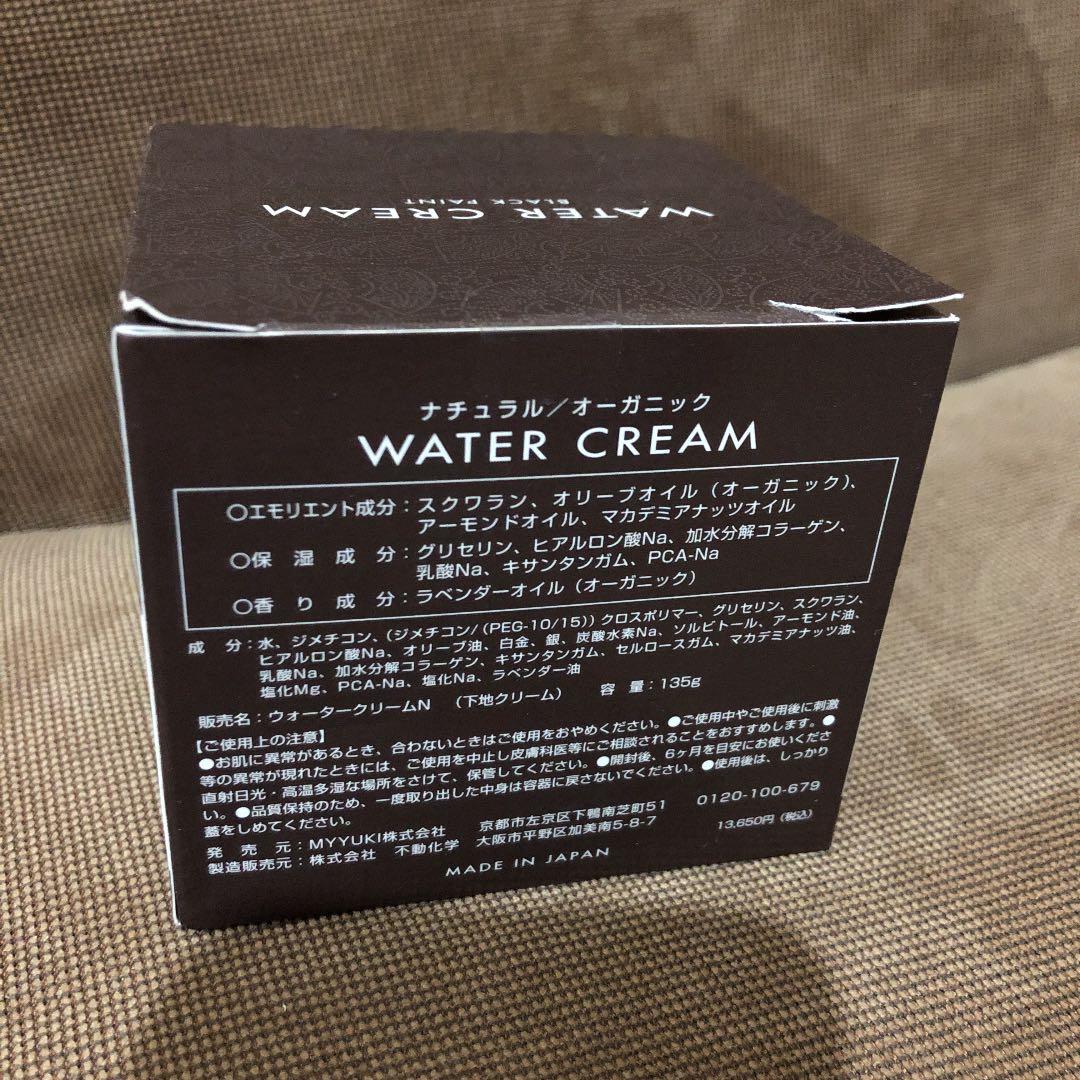 WATER CREAM
BLACK PAINT
ナチュラル／オーガニック
WATER CREAM
○エモリエント成分：スクワラン、オリーブオイル（オーガニック）、
アーモンドオイル、マカデミアナッツオイル
○保湿成分：グリセリン、ヒアルロン酸Na、加水分解コラーゲン、
乳酸Na、キサンタンガム、PCA-Na
○香り成分：ラベンダーオイル（オーガニック）
成分：水、ジメチコン、（ジメチコン/（PEG-10/15））クロスポリマー、グリセリン、スクワラン、
ヒアルロン酸Na、オリーブ油、白金、銀、炭酸水素Na、ソルビトール、アーモンド油、
乳酸Na、加水分解コラーゲン、キサンタンガム、セルロースガム、マカデミアナッツ油、
塩化Mg、PCA-Na、塩化Na、ラベンダー油
販売名：ウォータークリームN （下地クリーム） 容量：135g
【ご使用上の注意】
●お肌に異常があるとき、合わないときはご使用をおやめください。●ご使用中やご使用後に刺激
等の異常が現れたときには、ご使用を中止し皮膚科医等にご相談されることをおすすめします。●
直射日光・高温多湿な場所をさけて、保管してください。●開封後、6ヶ月を目安にお使いくださ
い。●品質保持のため、一度取り出した中身は容器に戻さないでください。●使用後は、しっかり
蓋をしめてください。
発売元：MYYUKI株式会社 京都市左京区下鴨南芝町51 0120-100-679
製造販売元：株式会社 不動化学 大阪市平野区加美南5-8-7 13,650円（税込）
MADE IN JAPAN